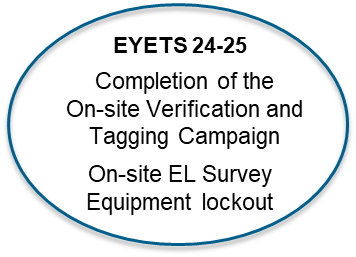 EYETS 24-25
Completion of the
On-site Verification and
Tagging Campaign
On-site EL Survey
Equipment lockout